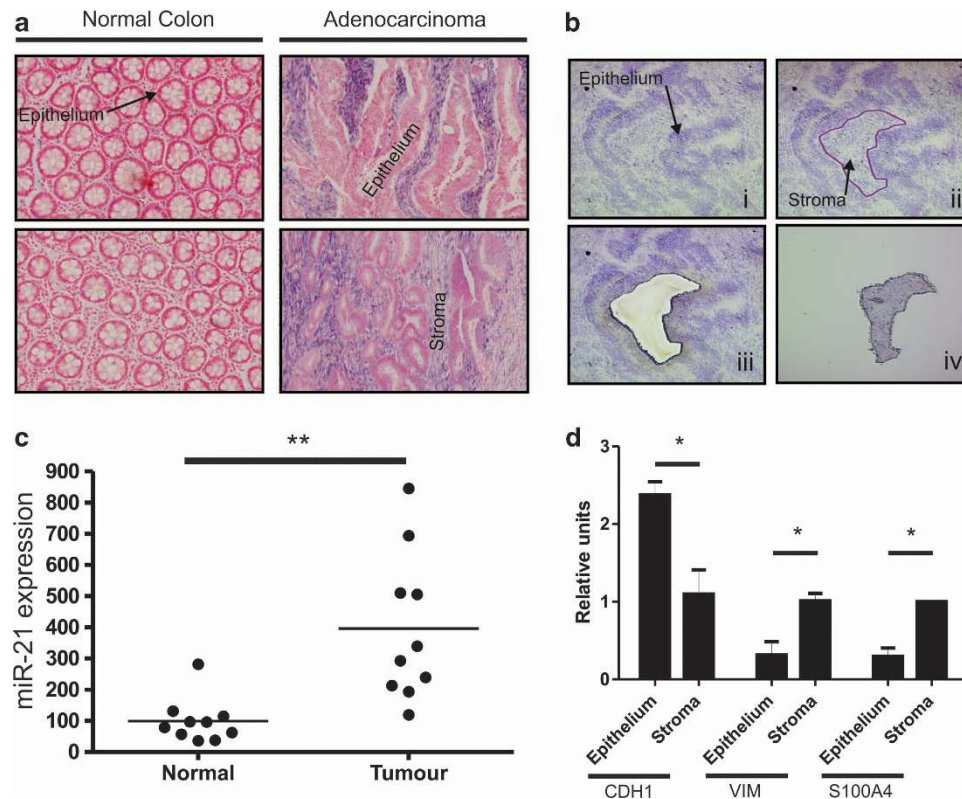 a
Normal Colon
Adenocarcinoma
Epithelium
Epithelium
Stroma
b
Epithelium
i
Stroma
ii
iii
iv
c
**
miR-21 expression
900
800
700
600
500
400
300
200
100
0
Normal
Tumour
d
*
*
*
Relative units
3
2
1
0
Epithelium
Stroma
Epithelium
Stroma
Epithelium
Stroma
CDH1
VIM
S100A4